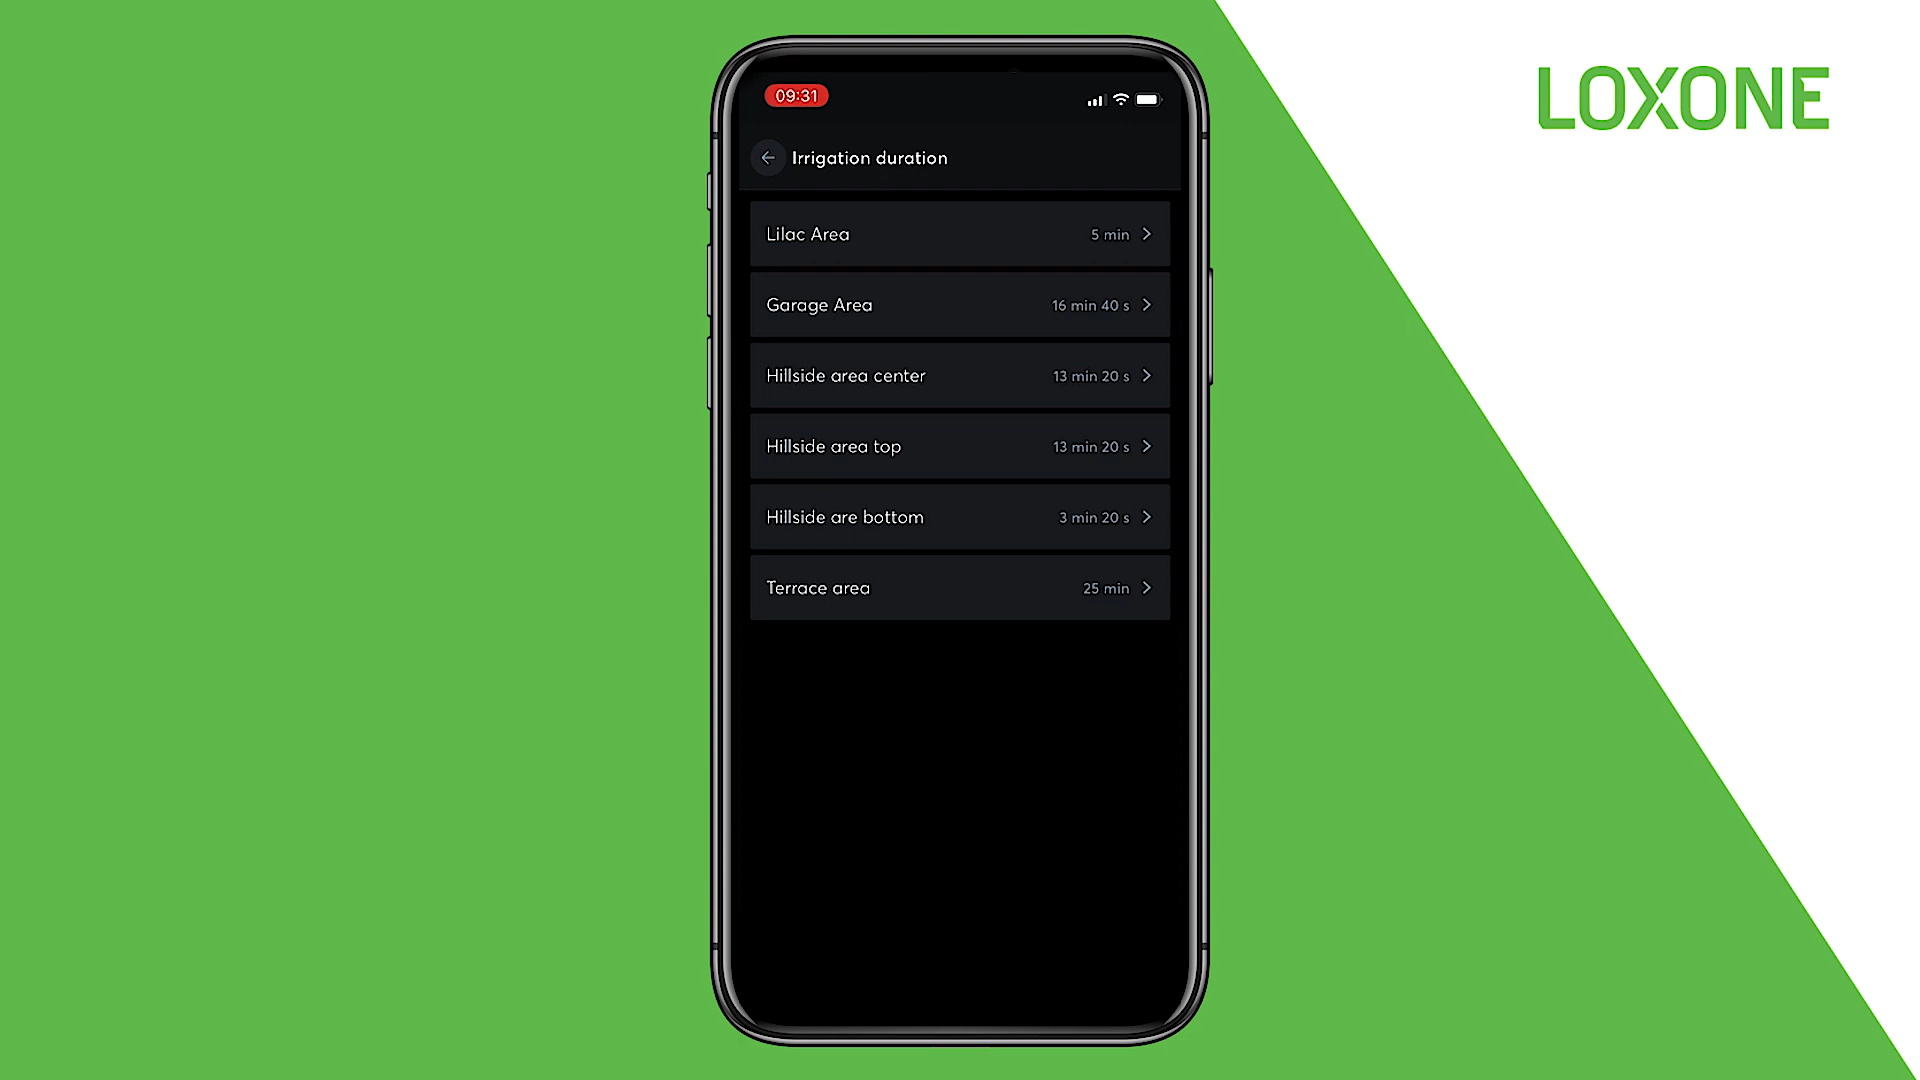 LOXONE
09:31
Irrigation duration
Lilac Area 5 min
Garage Area 16 min 40 s
Hillside area center 13 min 20 s
Hillside area top 13 min 20 s
Hillside are bottom 3 min 20 s
Terrace area 25 min